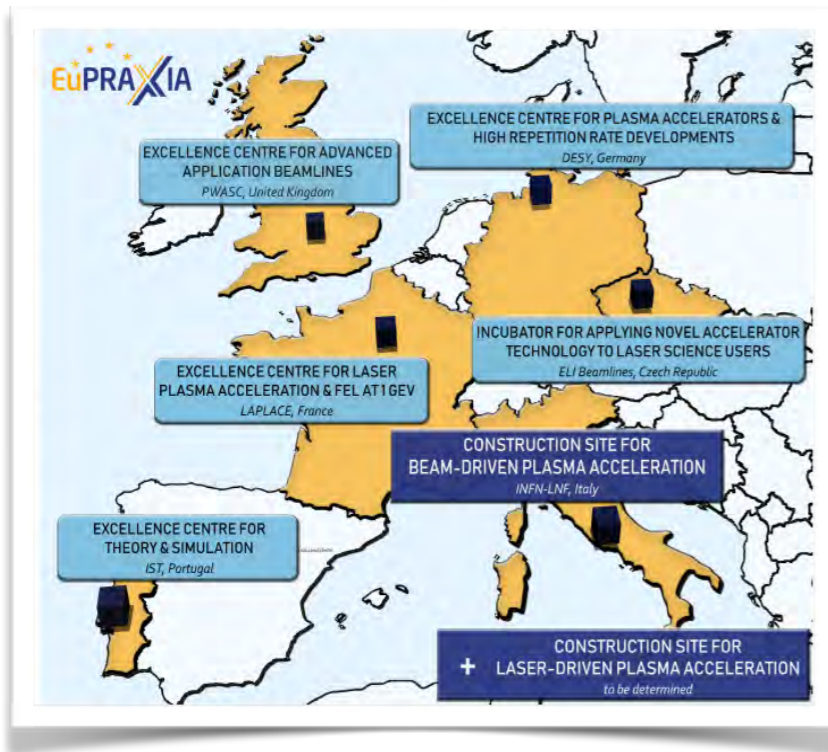 EuPRAXIA
EXCELLENCE CENTRE FOR PLASMA ACCELERATORS &
HIGH REPETITION RATE DEVELOPMENTS
DESY, Germany
EXCELLENCE CENTRE FOR ADVANCED
APPLICATION BEAMLINES
PWASC, United Kingdom
INCUBATOR FOR APPLYING NOVEL ACCELERATOR
TECHNOLOGY TO LASER SCIENCE USERS
ELI Beamlines, Czech Republic
EXCELLENCE CENTRE FOR LASER
PLASMA ACCELERATION & FEL AT 1 GEV
LAPLACE, France
CONSTRUCTION SITE FOR
BEAM-DRIVEN PLASMA ACCELERATION
INFN-LNF, Italy
EXCELLENCE CENTRE FOR
THEORY & SIMULATION
IST, Portugal
CONSTRUCTION SITE FOR
+ LASER-DRIVEN PLASMA ACCELERATION
to be determined